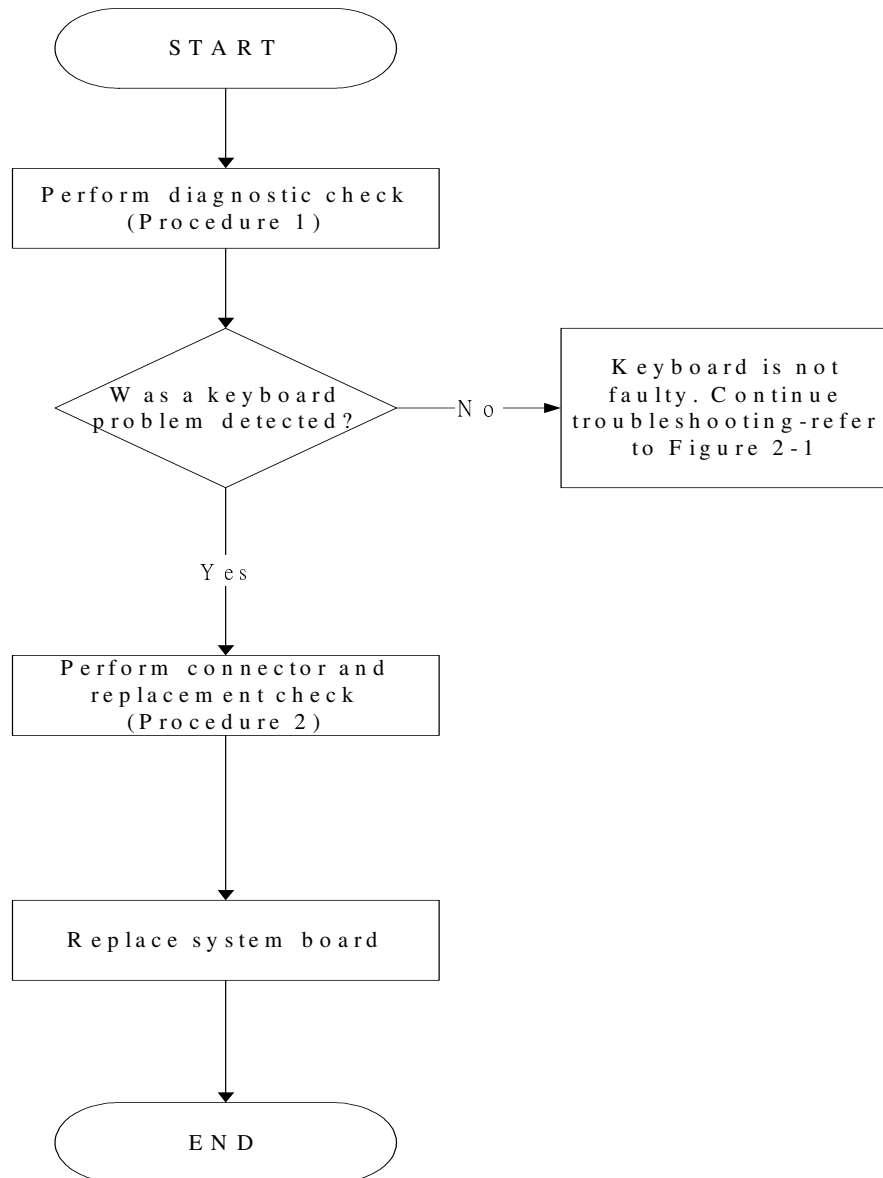 START
Perform diagnostic check
(Procedure 1)
Was a keyboard
problem detected?
No
Keyboard is not
faulty. Continue
troubleshooting-refer
to Figure 2-1
Yes
Perform connector and
replacement check
(Procedure 2)
Replace system board
END